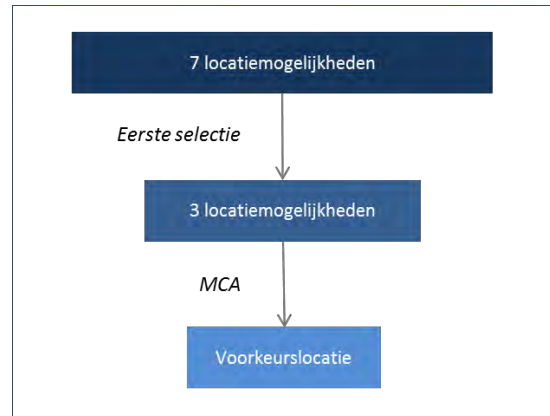 7 locatiemogelijkheden
Eerste selectie
3 locatiemogelijkheden
MCA
Voorkeurslocatie